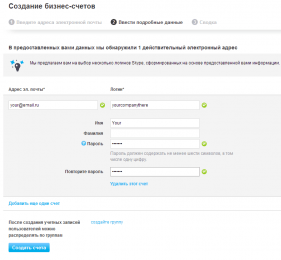 Создание бизнес-счетов
1 Введите адреса электронной почты 2 Ввести подробные данные 3 Сводка
В предоставленных вами данных мы обнаружили 1 действительный электронный адрес
Мы предлагаем вам на выбор несколько логинов Skype, сформированных на основе предоставленной вами информации.
Адрес эл. почты* Логин*
your@email.ru yourcompanythere
Имя Your
Фамилия
Пароль ••••••
Пароль должен содержать не менее шести символов, в том числе одну цифру.
Повторите пароль ••••••
Удалить этот счет
Добавить еще один счет
После создания учетных записей
пользователей можно
распределить по группам
создайте группу
Создать счета